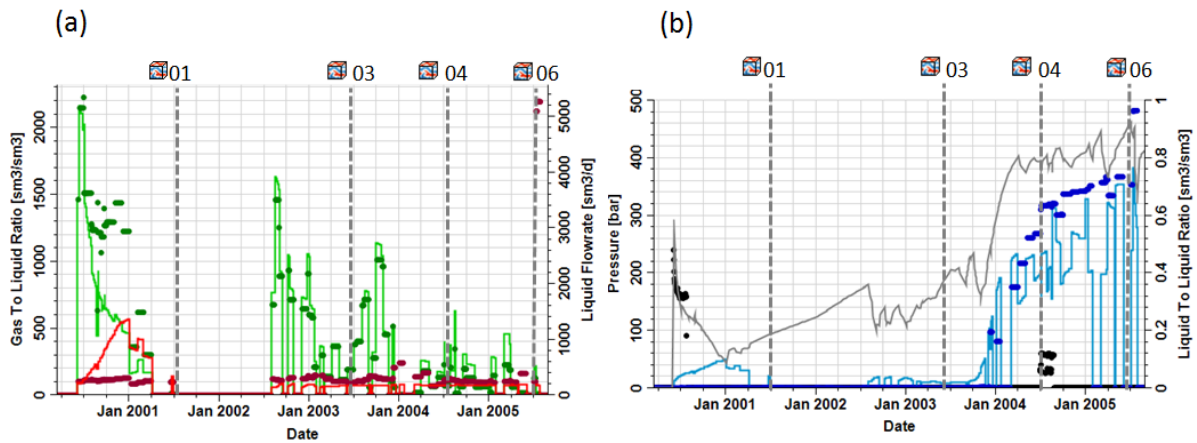 (a)
(b)
01
03
04
06
01
03
04
06
Gas To Liquid Ratio [sm3/sm3]
2000
1500
1000
500
0
5000
4000
3000
2000
1000
0
Liquid Flowrate [sm3/d]
Jan 2001
Jan 2002
Jan 2003
Jan 2004
Jan 2005
Date
Pressure [bar]
500
400
300
200
100
0
1
0.8
0.6
0.4
0.2
0
Liquid To Liquid Ratio [sm3/sm3]
Jan 2001
Jan 2002
Jan 2003
Jan 2004
Jan 2005
Date